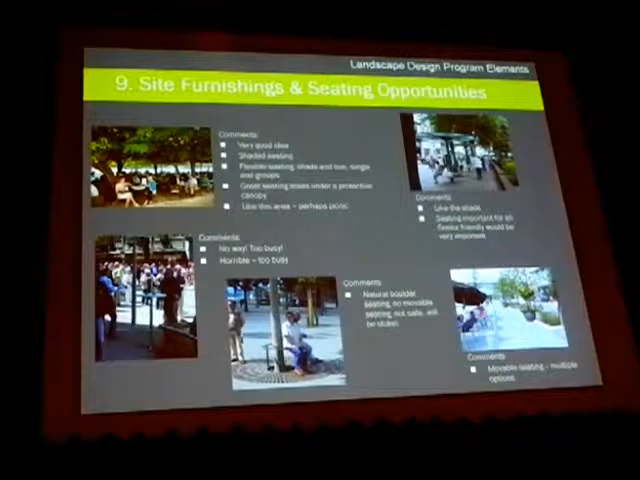 Landscape Design Program Elements
9. Site Furnishings & Seating Opportunities
Comments:
Very good idea
Shaded seating
Flexible seating, shade and sun, single
and groups
Great seating areas under a protective
canopy
Like this area – perhaps picnic
Comments:
Like the shade
Seating important for all
Senior friendly would be
very important
Comments:
No way! Too busy!
Horrible – too busy
Comments
Natural boulder
seating, no movable
seating, not safe, will
be stolen
Comments
Movable seating – multiple
options